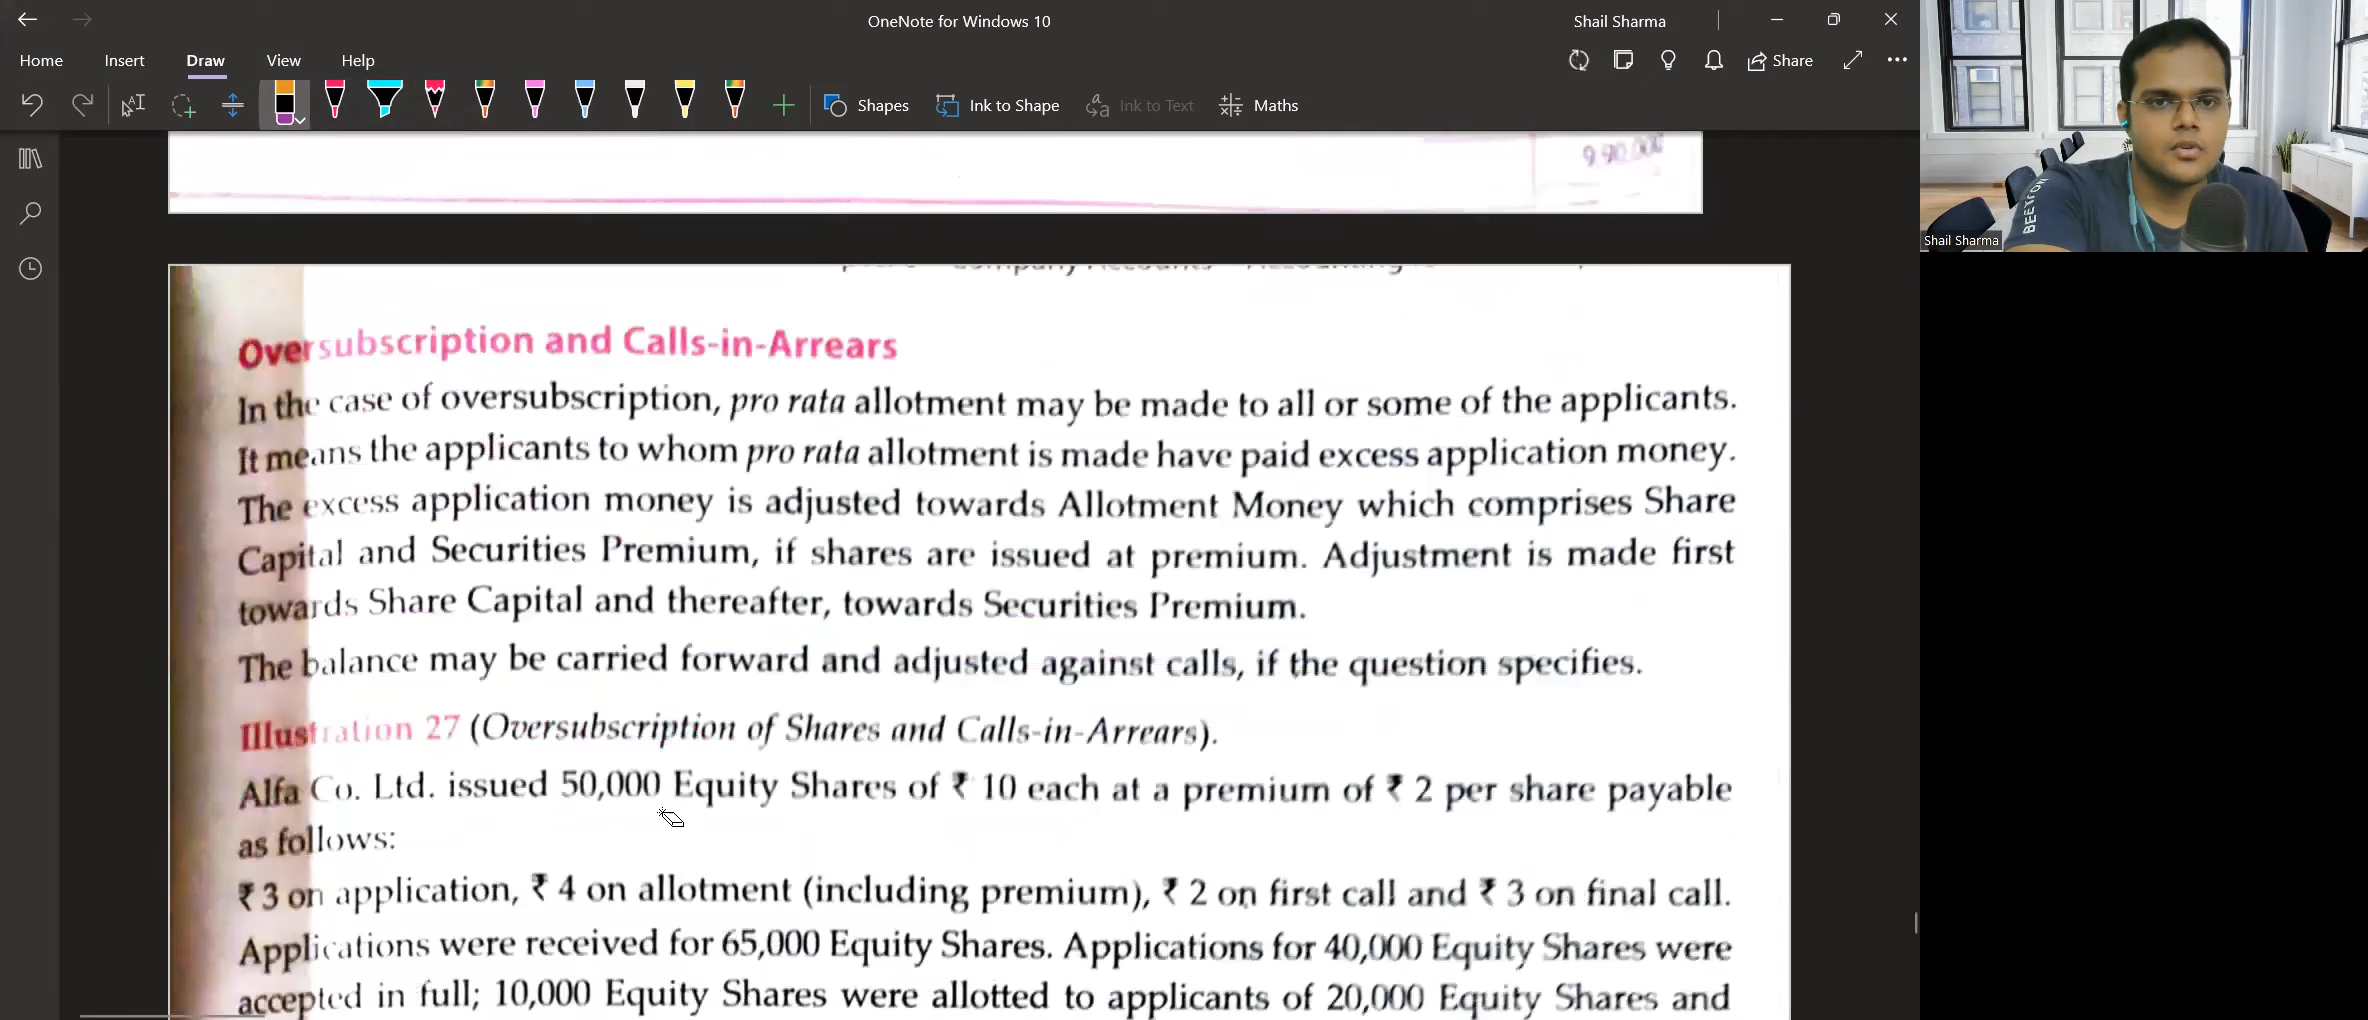 OneNote for Windows 10
Shail Sharma
Home Insert Draw View Help
Share
Shapes Ink to Shape Ink to Text Maths
9 90,000
Shail Sharma
Oversubscription and Calls-in-Arrears
In the case of oversubscription, pro rata allotment may be made to all or some of the applicants.
It means the applicants to whom pro rata allotment is made have paid excess application money.
The excess application money is adjusted towards Allotment Money which comprises Share
Capital and Securities Premium, if shares are issued at premium. Adjustment is made first
towards Share Capital and thereafter, towards Securities Premium.
The balance may be carried forward and adjusted against calls, if the question specifies.
Illustration 27 (Oversubscription of Shares and Calls-in-Arrears).
Alfa Co. Ltd. issued 50,000 Equity Shares of ₹ 10 each at a premium of ₹ 2 per share payable
as follows:
₹ 3 on application, ₹ 4 on allotment (including premium), ₹ 2 on first call and ₹ 3 on final call.
Applications were received for 65,000 Equity Shares. Applications for 40,000 Equity Shares were
accepted in full; 10,000 Equity Shares were allotted to applicants of 20,000 Equity Shares and